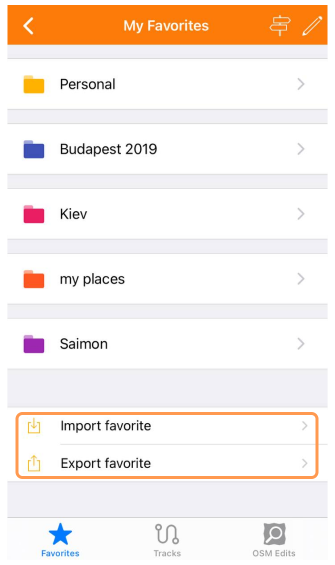 My Favorites
Personal
Budapest 2019
Kiev
my places
Saimon
Import favorite
Export favorite
Favorites Tracks OSM Edits